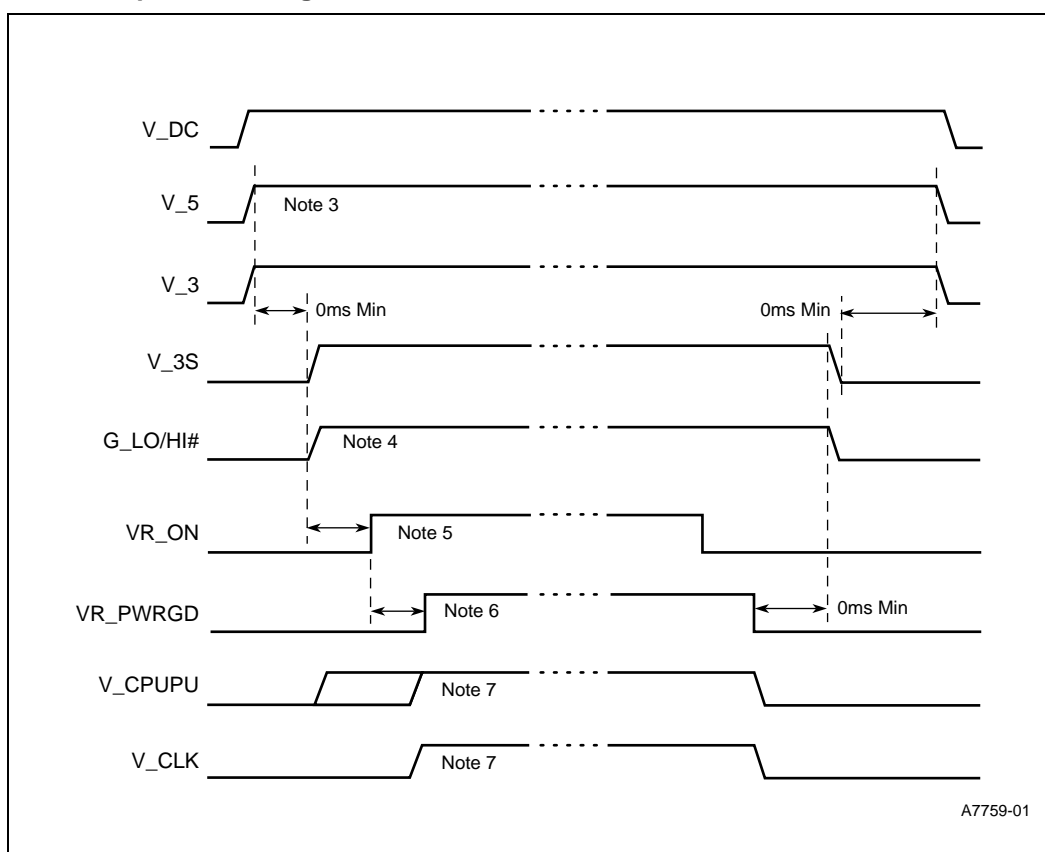 V_DC
V_5
Note 3
V_3
0ms Min
0ms Min
V_3S
G_LO/HI#
Note 4
VR_ON
Note 5
VR_PWRGD
Note 6
0ms Min
V_CPUPU
Note 7
V_CLK
Note 7
A7759-01